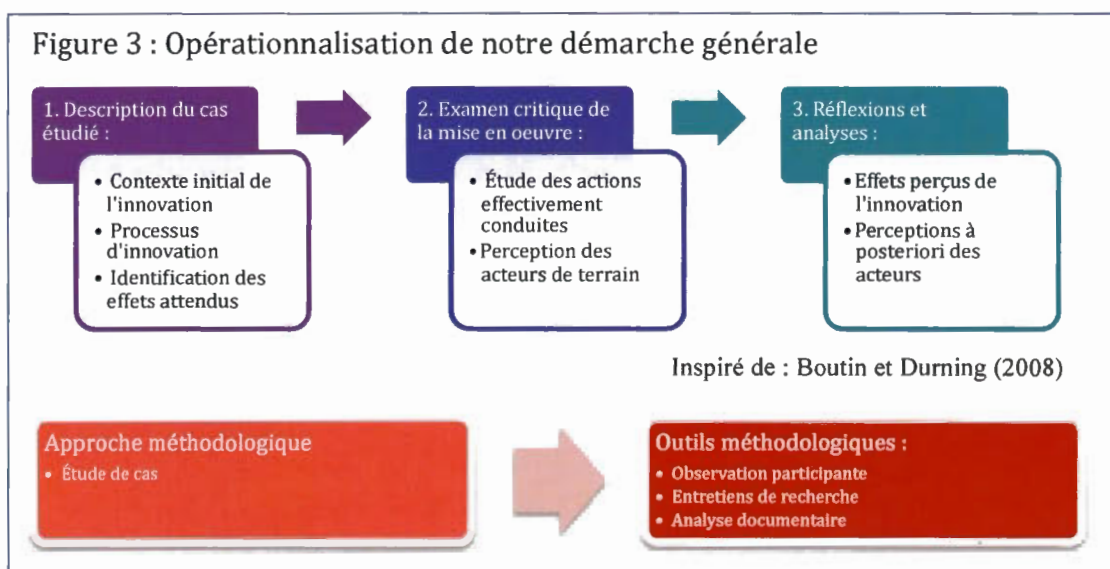 Figure 3 : Opérationnalisation de notre démarche générale
1. Description du cas
étudié :
• Contexte initial de
l'innovation
• Processus
d'innovation
• Identification des
effets attendus
2. Examen critique de
la mise en oeuvre :
• Étude des actions
effectivement
conduites
• Perception des
acteurs de terrain
3. Réflexions et
analyses :
• Effets perçus de
l'innovation
• Perceptions à
posteriori des
acteurs
Inspiré de : Boutin et Durning (2008)
Approche méthodologique
• Étude de cas
Outils méthodologiques :
• Observation participante
• Entretiens de recherche
• Analyse documentaire